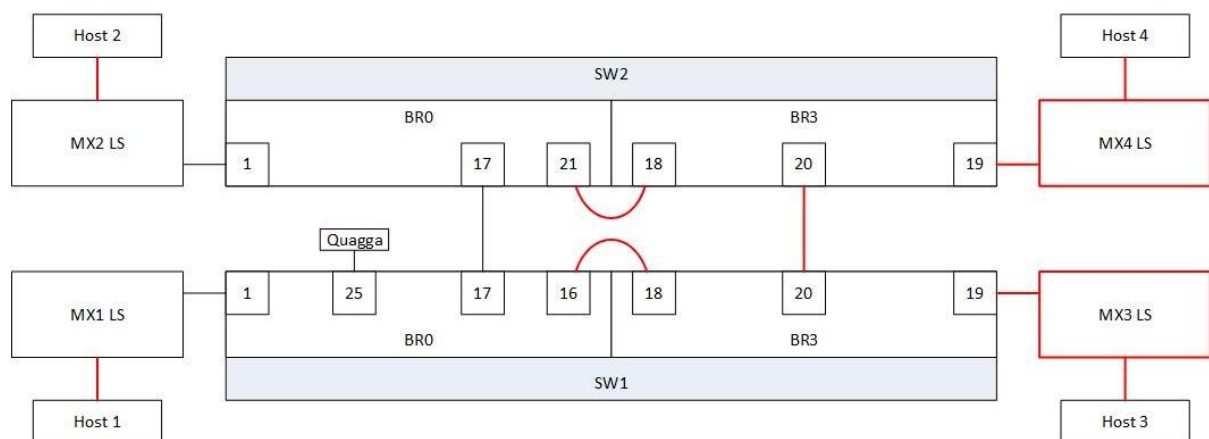 Host 2
Host 4
SW2
MX2 LS
BR0
BR3
MX4 LS
1
17
21
18
20
19
Quagga
MX1 LS
1
25
17
16
18
20
19
MX3 LS
BR0
BR3
SW1
Host 1
Host 3